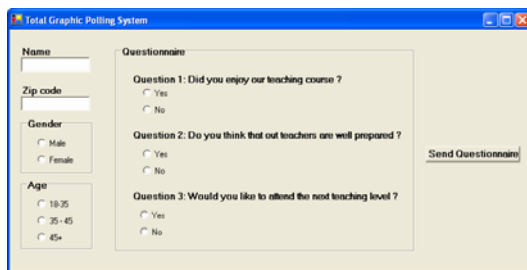 Total Graphic Polling System
Name
Zip code
Gender
Male
Female
Age
18-35
35 - 45
45+
Questionnaire
Question 1: Did you enjoy our teaching course ?
Yes
No
Question 2: Do you think that out teachers are well prepared ?
Yes
No
Question 3: Would you like to attend the next teaching level ?
Yes
No
Send Questionnaire